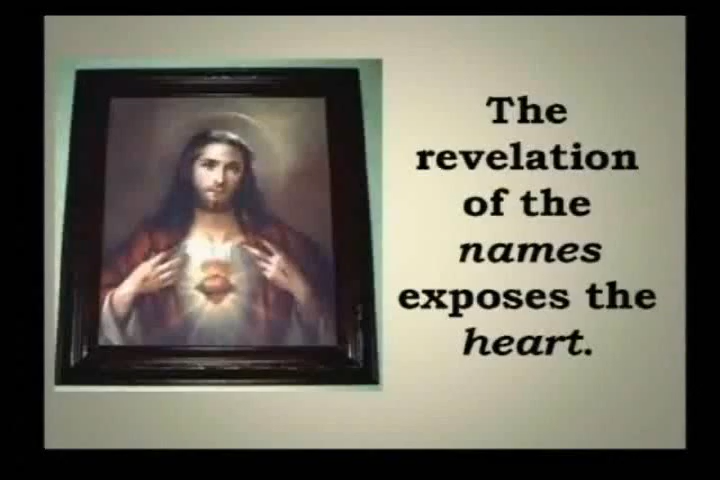 The
revelation
of the
names
exposes the
heart.